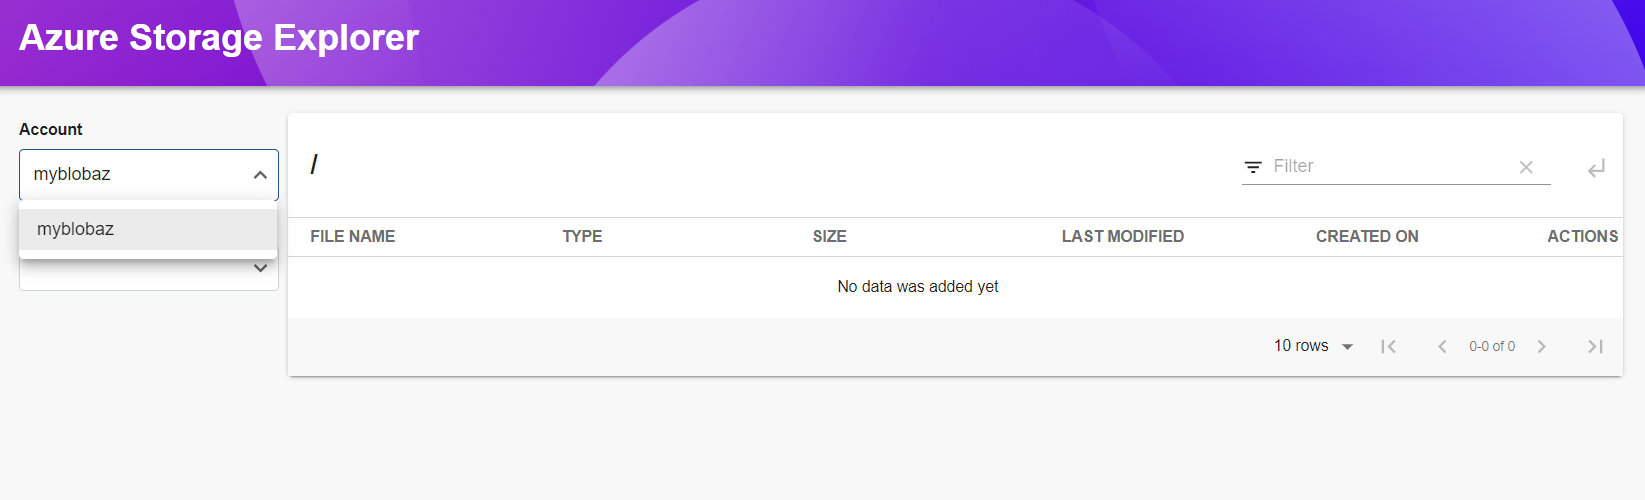 Azure Storage Explorer
Account
myblobaz
myblobaz
/
Filter
FILE NAME TYPE SIZE LAST MODIFIED CREATED ON ACTIONS
No data was added yet
10 rows 0-0 of 0